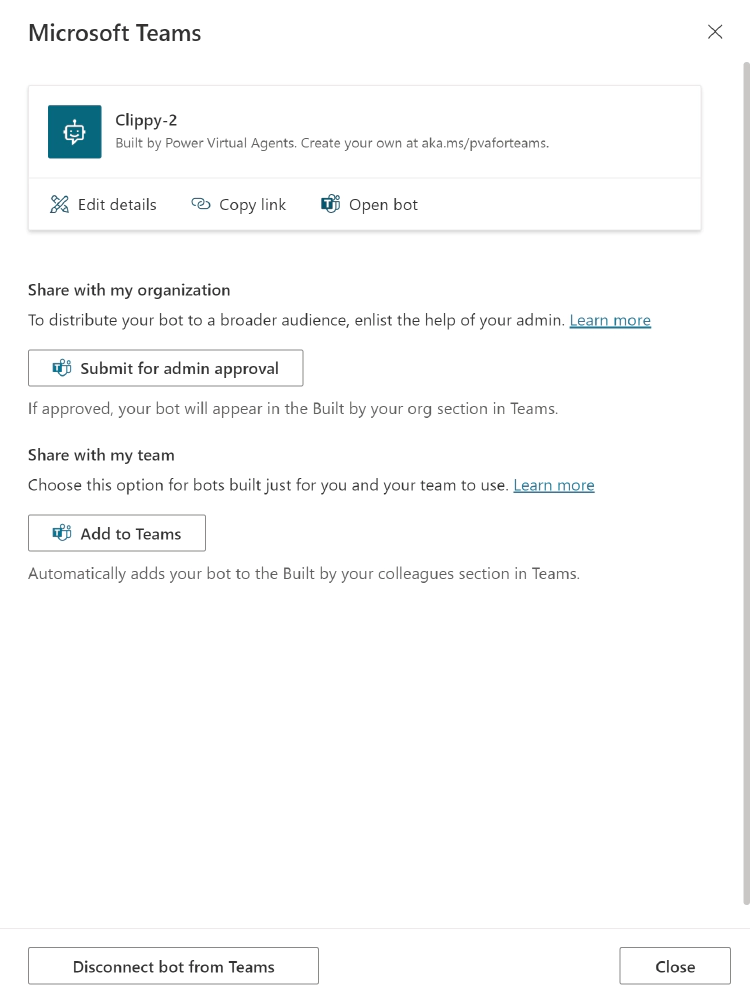 Microsoft Teams
Clippy-2
Built by Power Virtual Agents. Create your own at aka.ms/pvaforteams.
Edit details
Copy link
Open bot
Share with my organization
To distribute your bot to a broader audience, enlist the help of your admin. Learn more
Submit for admin approval
If approved, your bot will appear in the Built by your org section in Teams.
Share with my team
Choose this option for bots built just for you and your team to use. Learn more
Add to Teams
Automatically adds your bot to the Built by your colleagues section in Teams.
Disconnect bot from Teams
Close